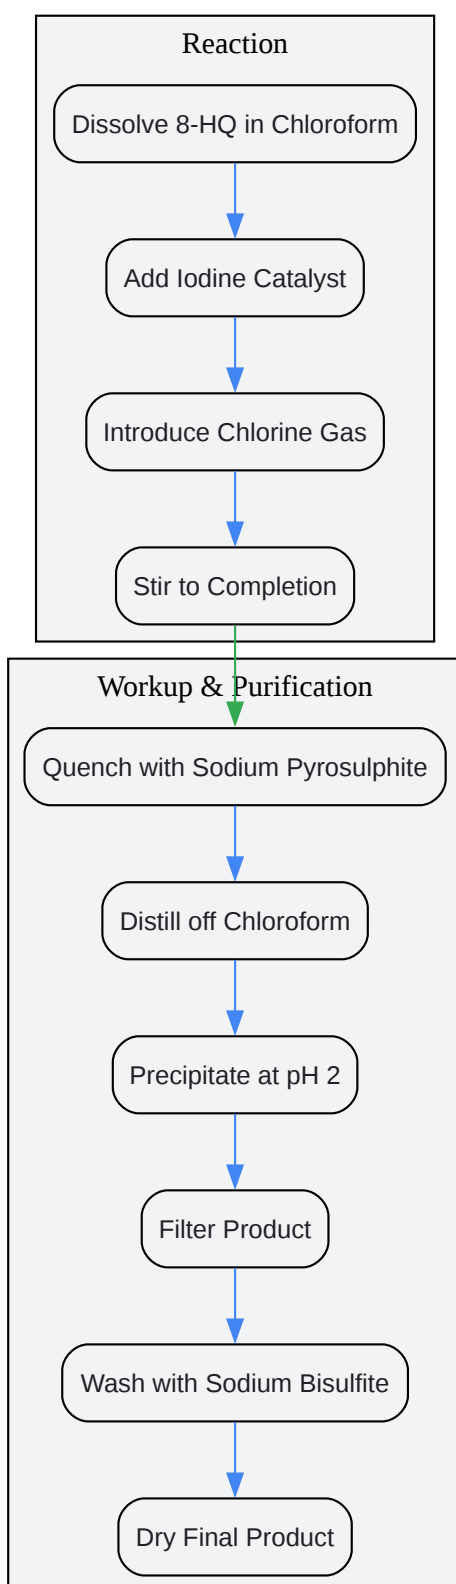 Reaction
Dissolve 8-HQ in Chloroform
Add Iodine Catalyst
Introduce Chlorine Gas
Stir to Completion
Workup & Purification
Quench with Sodium Pyrosulphite
Distill off Chloroform
Precipitate at pH 2
Filter Product
Wash with Sodium Bisulfite
Dry Final Product